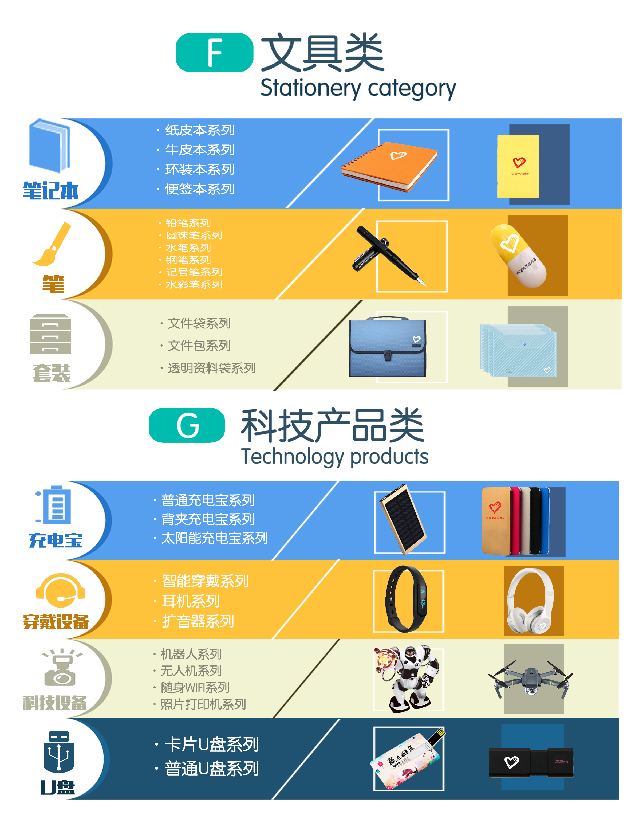 F 文具类
Stationery category
笔记本
·纸皮本系列
·牛皮本系列
·环装本系列
·便签本系列
笔
·铅笔系列
·圆珠笔系列
·水笔系列
·钢笔系列
·记号笔系列
·水彩笔系列
套装
·文件袋系列
·文件包系列
·透明资料袋系列
G 科技产品类
Technology products
充电宝
·普通充电宝系列
·背夹充电宝系列
·太阳能充电宝系列
穿戴设备
·智能穿戴系列
·耳机系列
·扩音器系列
科技设备
·机器人系列
·无人机系列
·随身WIFI系列
·照片打印机系列
U盘
·卡片U盘系列
·普通U盘系列